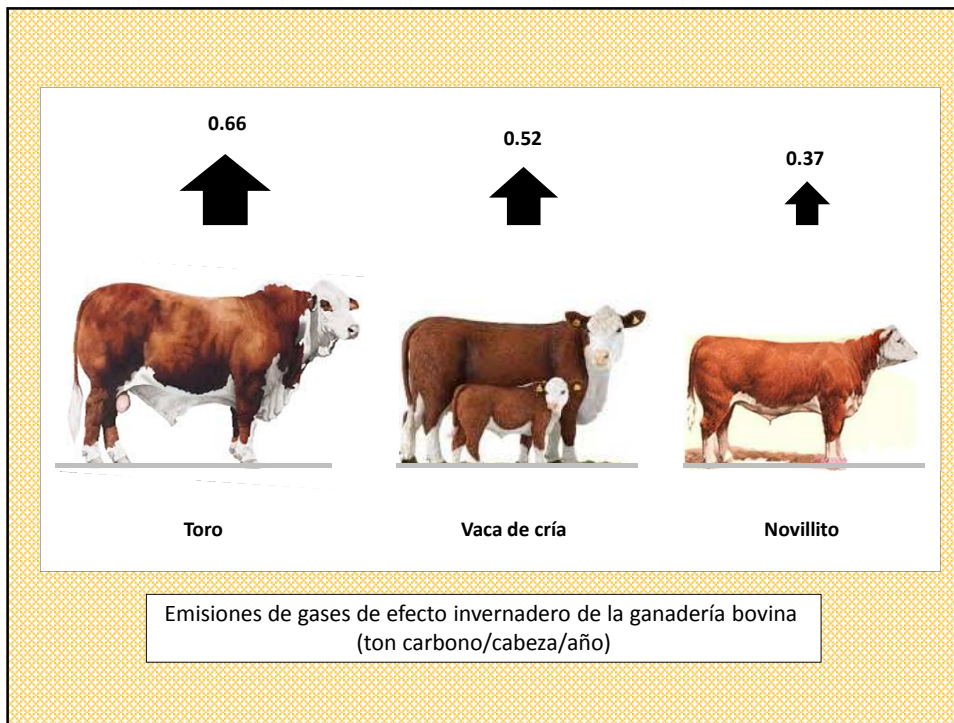 0.66
0.52
0.37
Toro
Vaca de cría
Novillito
Emisiones de gases de efecto invernadero de la ganadería bovina
(ton carbono/cabeza/año)